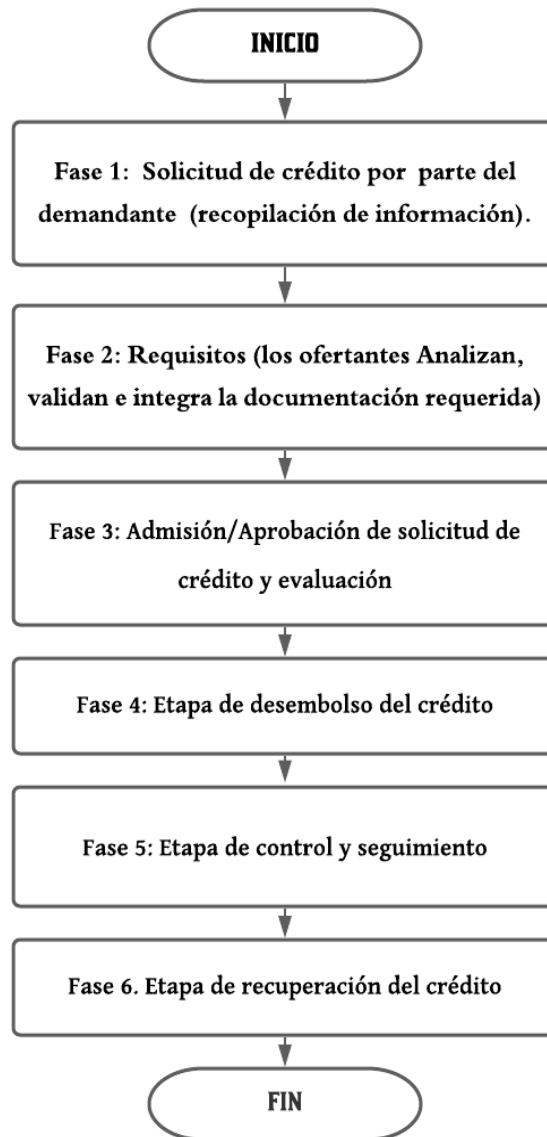 INICIO
Fase 1: Solicitud de crédito por parte del
demandante (recopilación de información).
Fase 2: Requisitos (los ofertantes Analizan,
validan e integra la documentación requerida)
Fase 3: Admisión/Aprobación de solicitud de
crédito y evaluación
Fase 4: Etapa de desembolso del crédito
Fase 5: Etapa de control y seguimiento
Fase 6. Etapa de recuperación del crédito
FIN